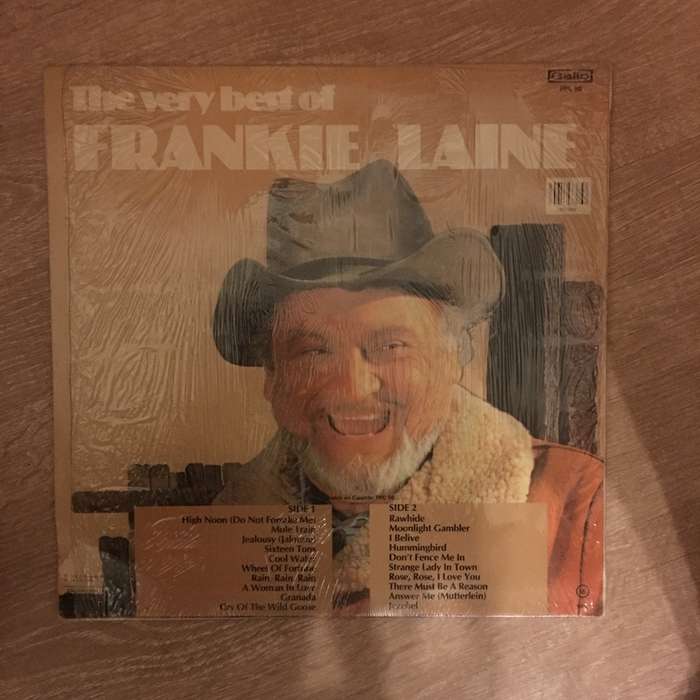 The very best of
FRANKIE LAINE
SIDE 1
High Noon (Do Not Forsake Me)
Mule Train
Jealousy (Jalousie)
Sixteen Tons
Cool Water
Wheel Of Fortune
Rain, Rain, Rain
A Woman In Love
Granada
Cry Of The Wild Goose
SIDE 2
Rawhide
Moonlight Gambler
I Belive
Hummingbird
Don't Fence Me In
Strange Lady In Town
Rose, Rose, I Love You
There Must Be A Reason
Answer Me (Mutterlein)
Jezebel